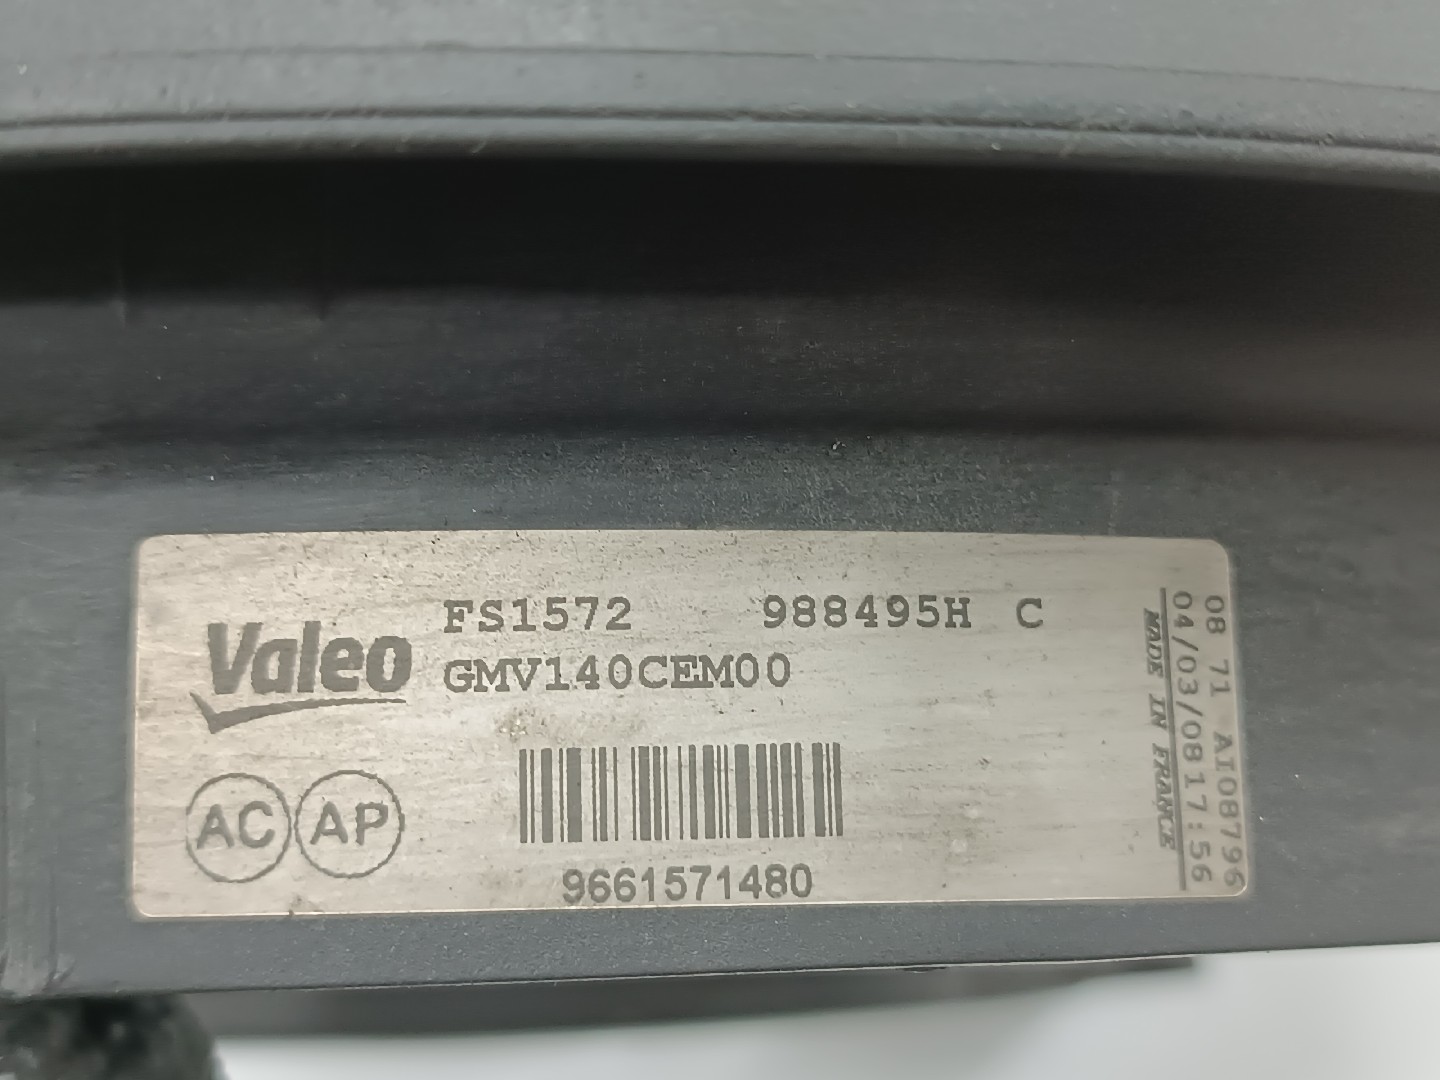 Valeo
FS1572 988495H C
GMV140CEM00
AC AP
9661571480
08 71 AI08796
04/03/08 17:56
MADE IN FRANCE